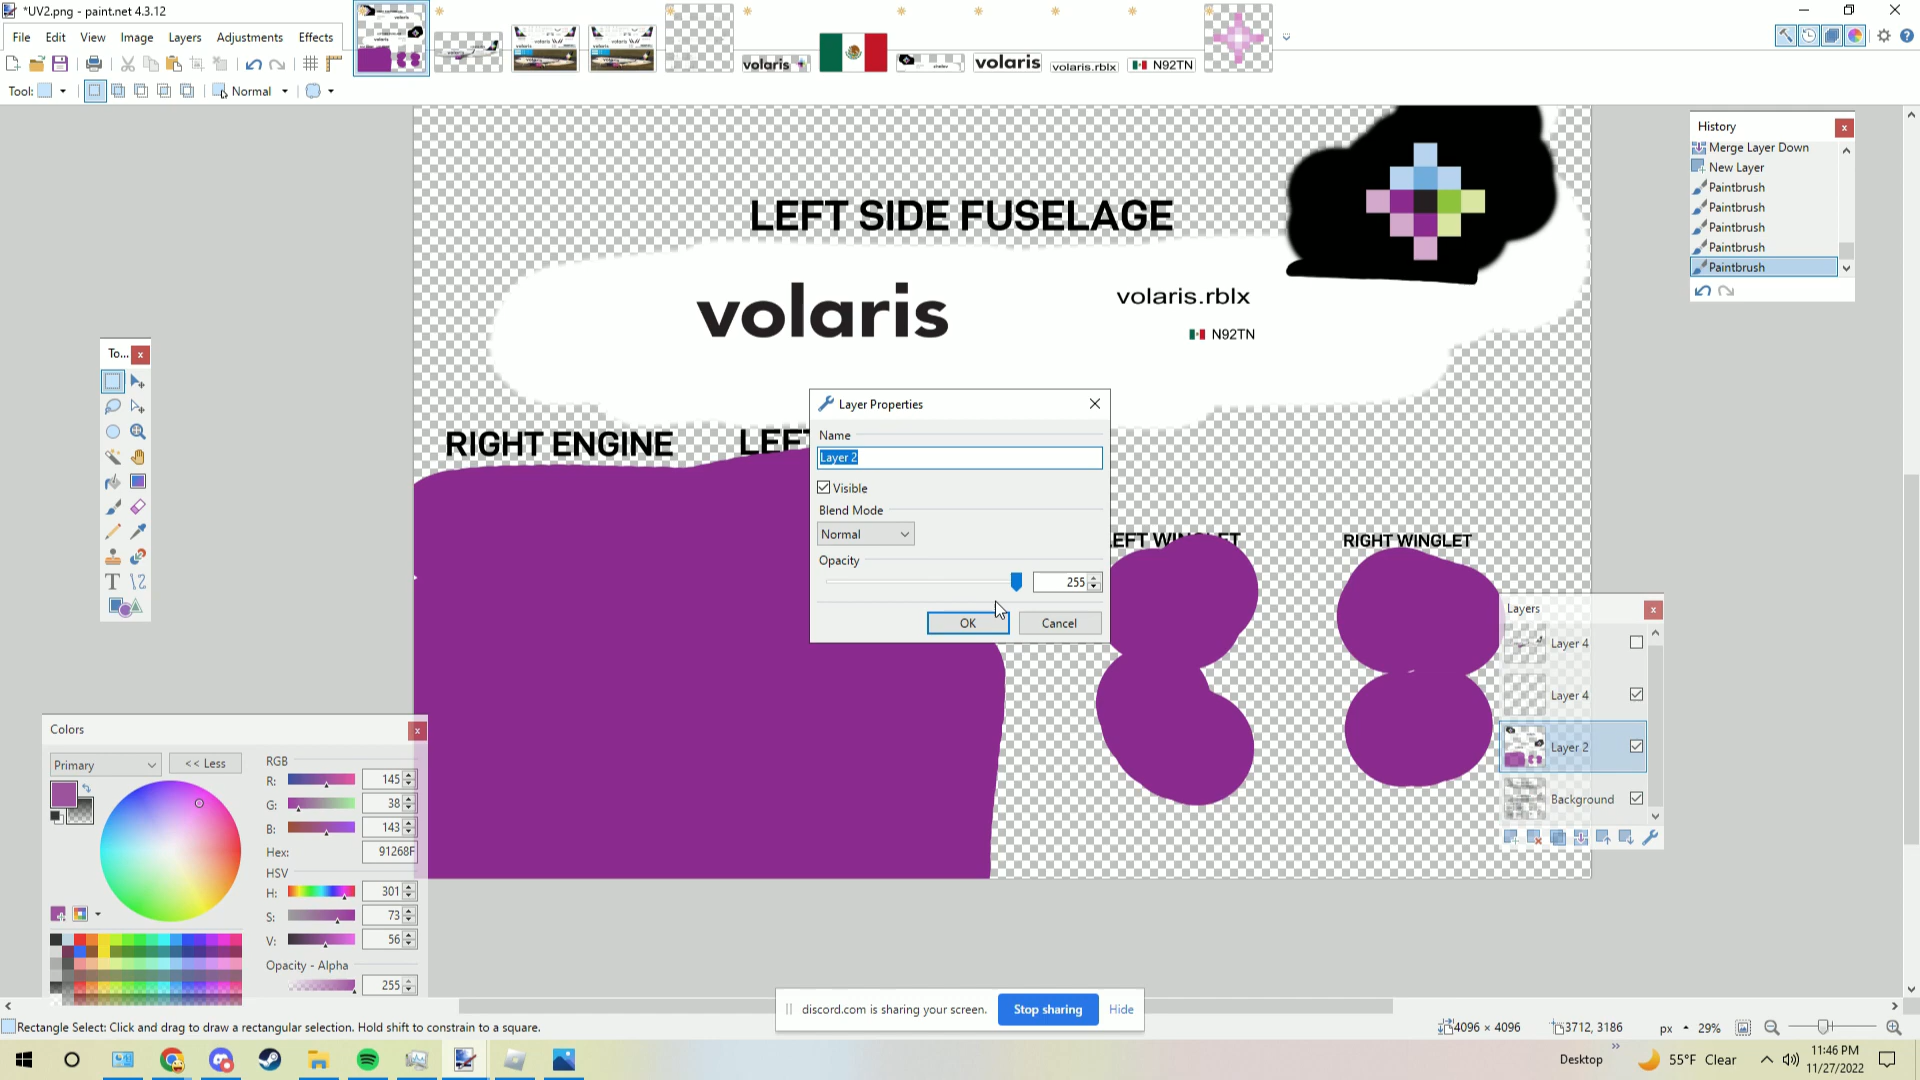 *UV2.png - paint.net 4.3.12
File Edit View Image Layers Adjustments Effects
Tool: Normal
volaris
volaris
volaris.rblx
N92TN
LEFT SIDE FUSELAGE
volaris
volaris.rblx
N92TN
RIGHT ENGINE
LEFT
LEFT WINGLET
RIGHT WINGLET
History
Merge Layer Down
New Layer
Paintbrush
Paintbrush
Paintbrush
Paintbrush
Paintbrush
To...
Layer Properties
Name
Layer 2
Visible
Blend Mode
Normal
Opacity
255
OK Cancel
Layers
Layer 4
Layer 4
Layer 2
Background
Colors
Primary
<< Less
RGB
R: 145
G: 38
B: 143
Hex: 91268F
HSV
H: 301
S: 73
V: 56
Opacity - Alpha
255
discord.com is sharing your screen. Stop sharing Hide
Rectangle Select: Click and drag to draw a rectangular selection. Hold shift to constrain to a square.
4096 × 4096 3712, 3186 px 29%
Desktop 55°F Clear
11:46 PM
11/27/2022